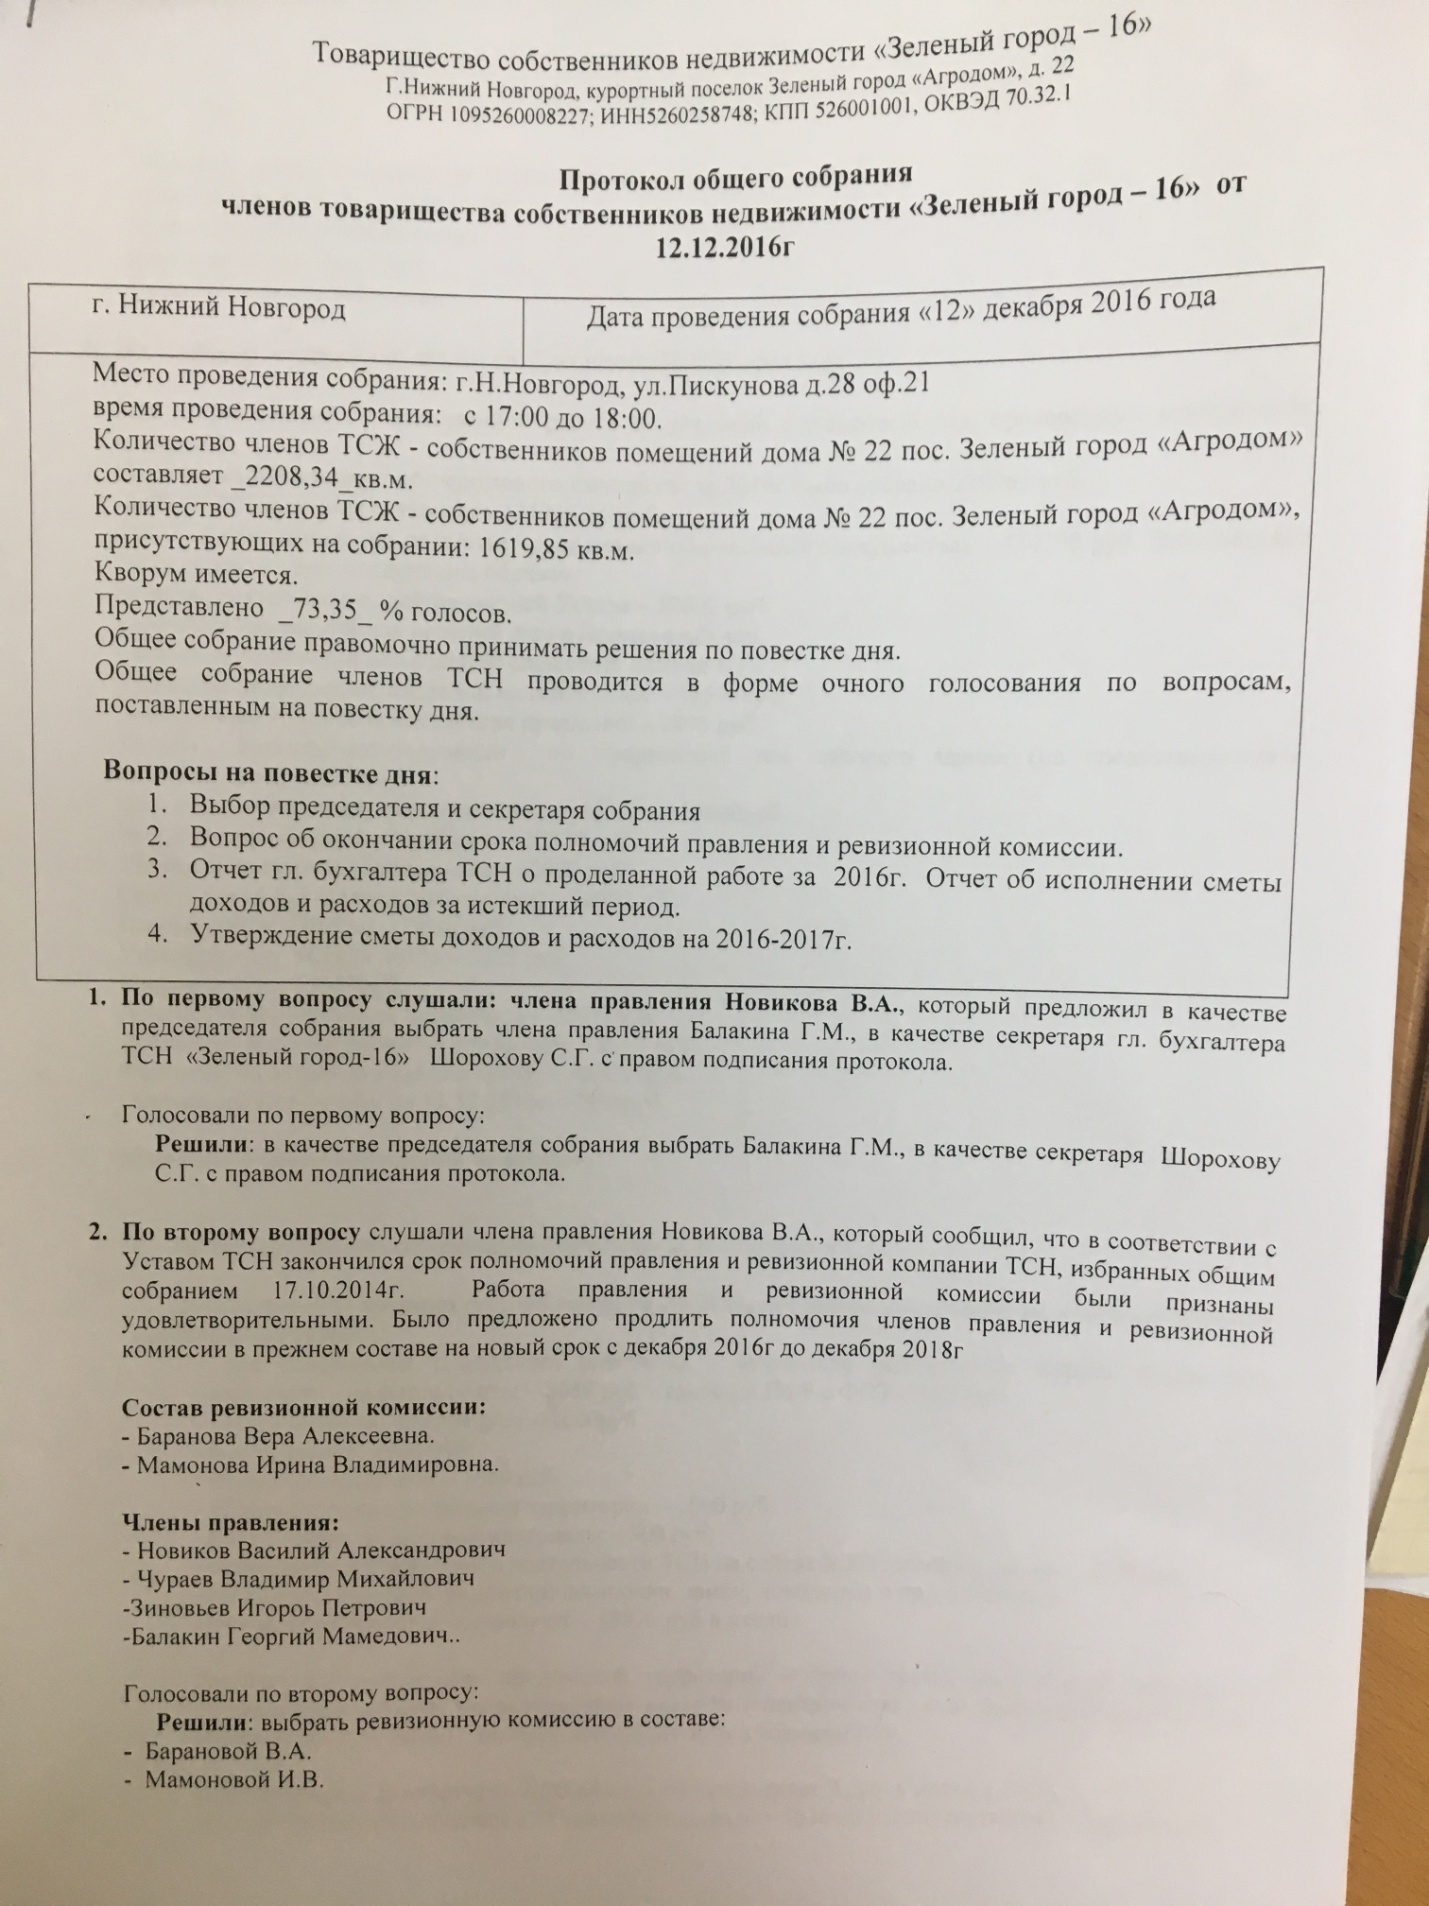 Товарищество собственников недвижимости «Зеленый город – 16»
Г.Нижний Новгород, курортный поселок Зеленый город «Агродом», д. 22
ОГРН 1095260008227; ИНН5260258748; КПП 526001001, ОКВЭД 70.32.1
Протокол общего собрания
членов товарищества собственников недвижимости «Зеленый город – 16» от
12.12.2016г
г. Нижний Новгород
Дата проведения собрания «12» декабря 2016 года
Место проведения собрания: г.Н.Новгород, ул.Пискунова д.28 оф.21
время проведения собрания: с 17:00 до 18:00.
Количество членов ТСЖ - собственников помещений дома № 22 пос. Зеленый город «Агродом»
составляет _2208,34_кв.м.
Количество членов ТСЖ - собственников помещений дома № 22 пос. Зеленый город «Агродом»,
присутствующих на собрании: 1619,85 кв.м.
Кворум имеется.
Представлено _73,35_ % голосов.
Общее собрание правомочно принимать решения по повестке дня.
Общее собрание членов ТСН проводится в форме очного голосования по вопросам,
поставленным на повестку дня.
Вопросы на повестке дня:
1. Выбор председателя и секретаря собрания
2. Вопрос об окончании срока полномочий правления и ревизионной комиссии.
3. Отчет гл. бухгалтера ТСН о проделанной работе за 2016г. Отчет об исполнении сметы
доходов и расходов за истекший период.
4. Утверждение сметы доходов и расходов на 2016-2017г.
1. По первому вопросу слушали: члена правления Новикова В.А., который предложил в качестве
председателя собрания выбрать члена правления Балакина Г.М., в качестве секретаря гл. бухгалтера
ТСН «Зеленый город-16» Шорохову С.Г. с правом подписания протокола.
Голосовали по первому вопросу:
Решили: в качестве председателя собрания выбрать Балакина Г.М., в качестве секретаря Шорохову
С.Г. с правом подписания протокола.
2. По второму вопросу слушали члена правления Новикова В.А., который сообщил, что в соответствии с
Уставом ТСН закончился срок полномочий правления и ревизионной компании ТСН, избранных общим
собранием 17.10.2014г. Работа правления и ревизионной комиссии были признаны
удовлетворительными. Было предложено продлить полномочия членов правления и ревизионной
комиссии в прежнем составе на новый срок с декабря 2016г до декабря 2018г
Состав ревизионной комиссии:
- Баранова Вера Алексеевна.
- Мамонова Ирина Владимировна.
Члены правления:
- Новиков Василий Александрович
- Чураев Владимир Михайлович
-Зиновьев Игороь Петрович
-Балакин Георгий Мамедович..
Голосовали по второму вопросу:
Решили: выбрать ревизионную комиссию в составе:
- Барановой В.А.
- Мамоновой И.В.